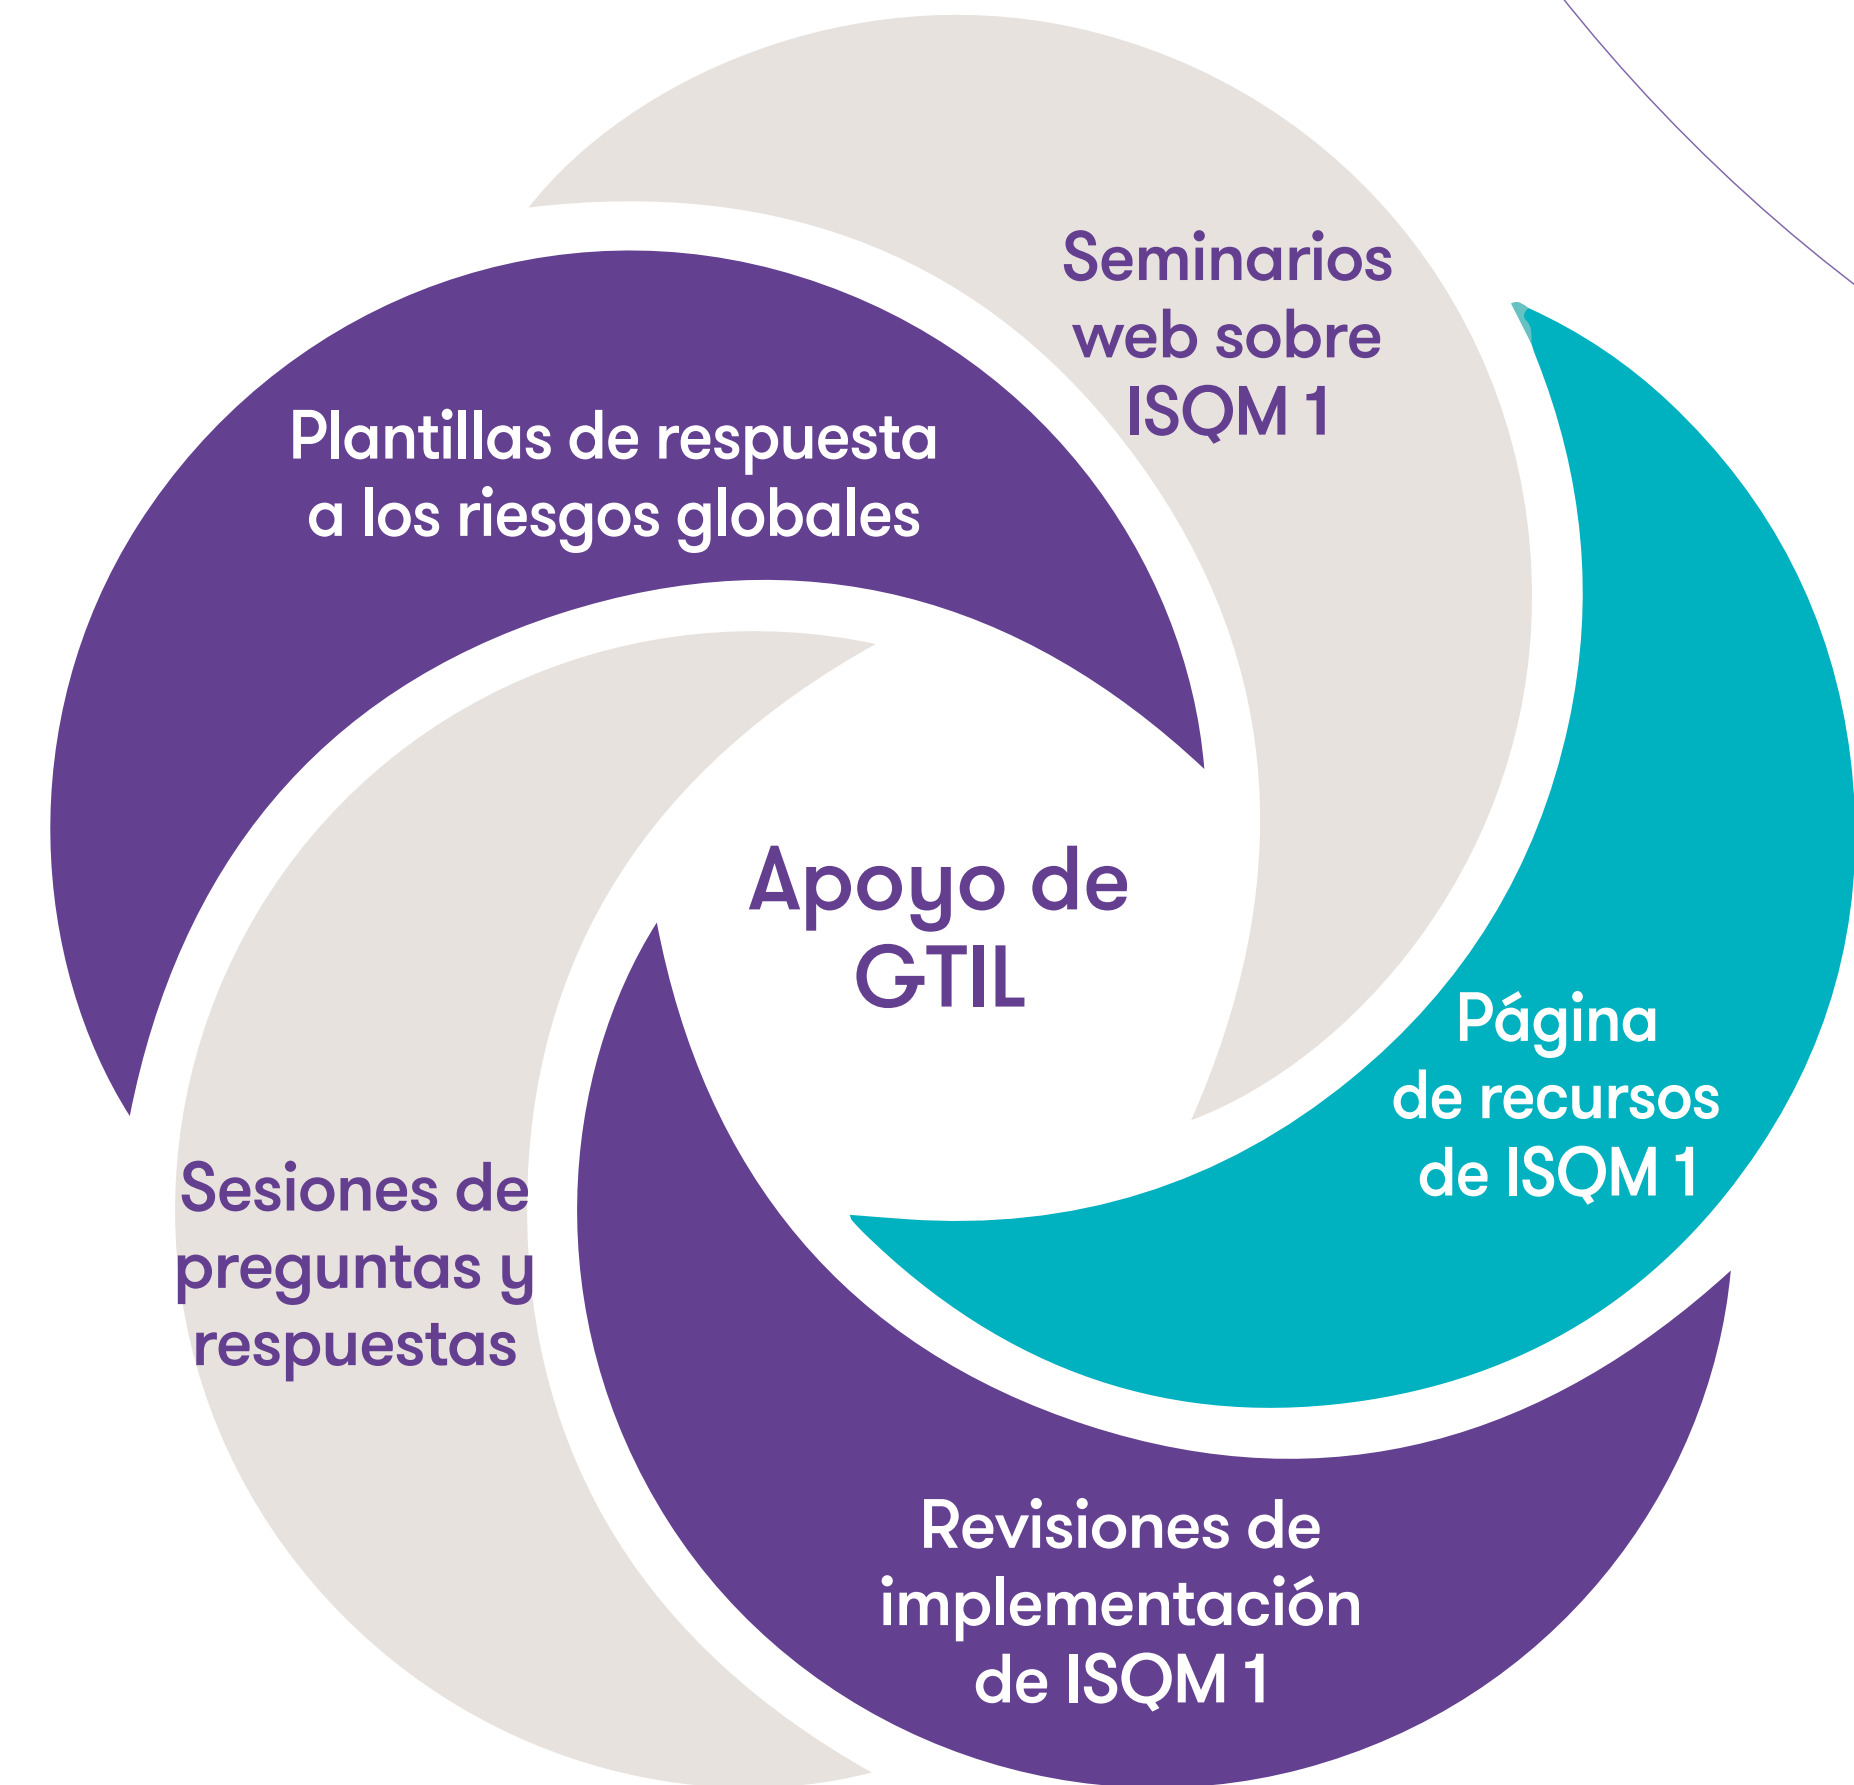 Seminarios
web sobre
ISQM 1
Plantillas de respuesta
a los riesgos globales
Apoyo de
GTIL
Página
de recursos
de ISQM 1
Sesiones de
preguntas y
respuestas
Revisiones de
implementación
de ISQM 1